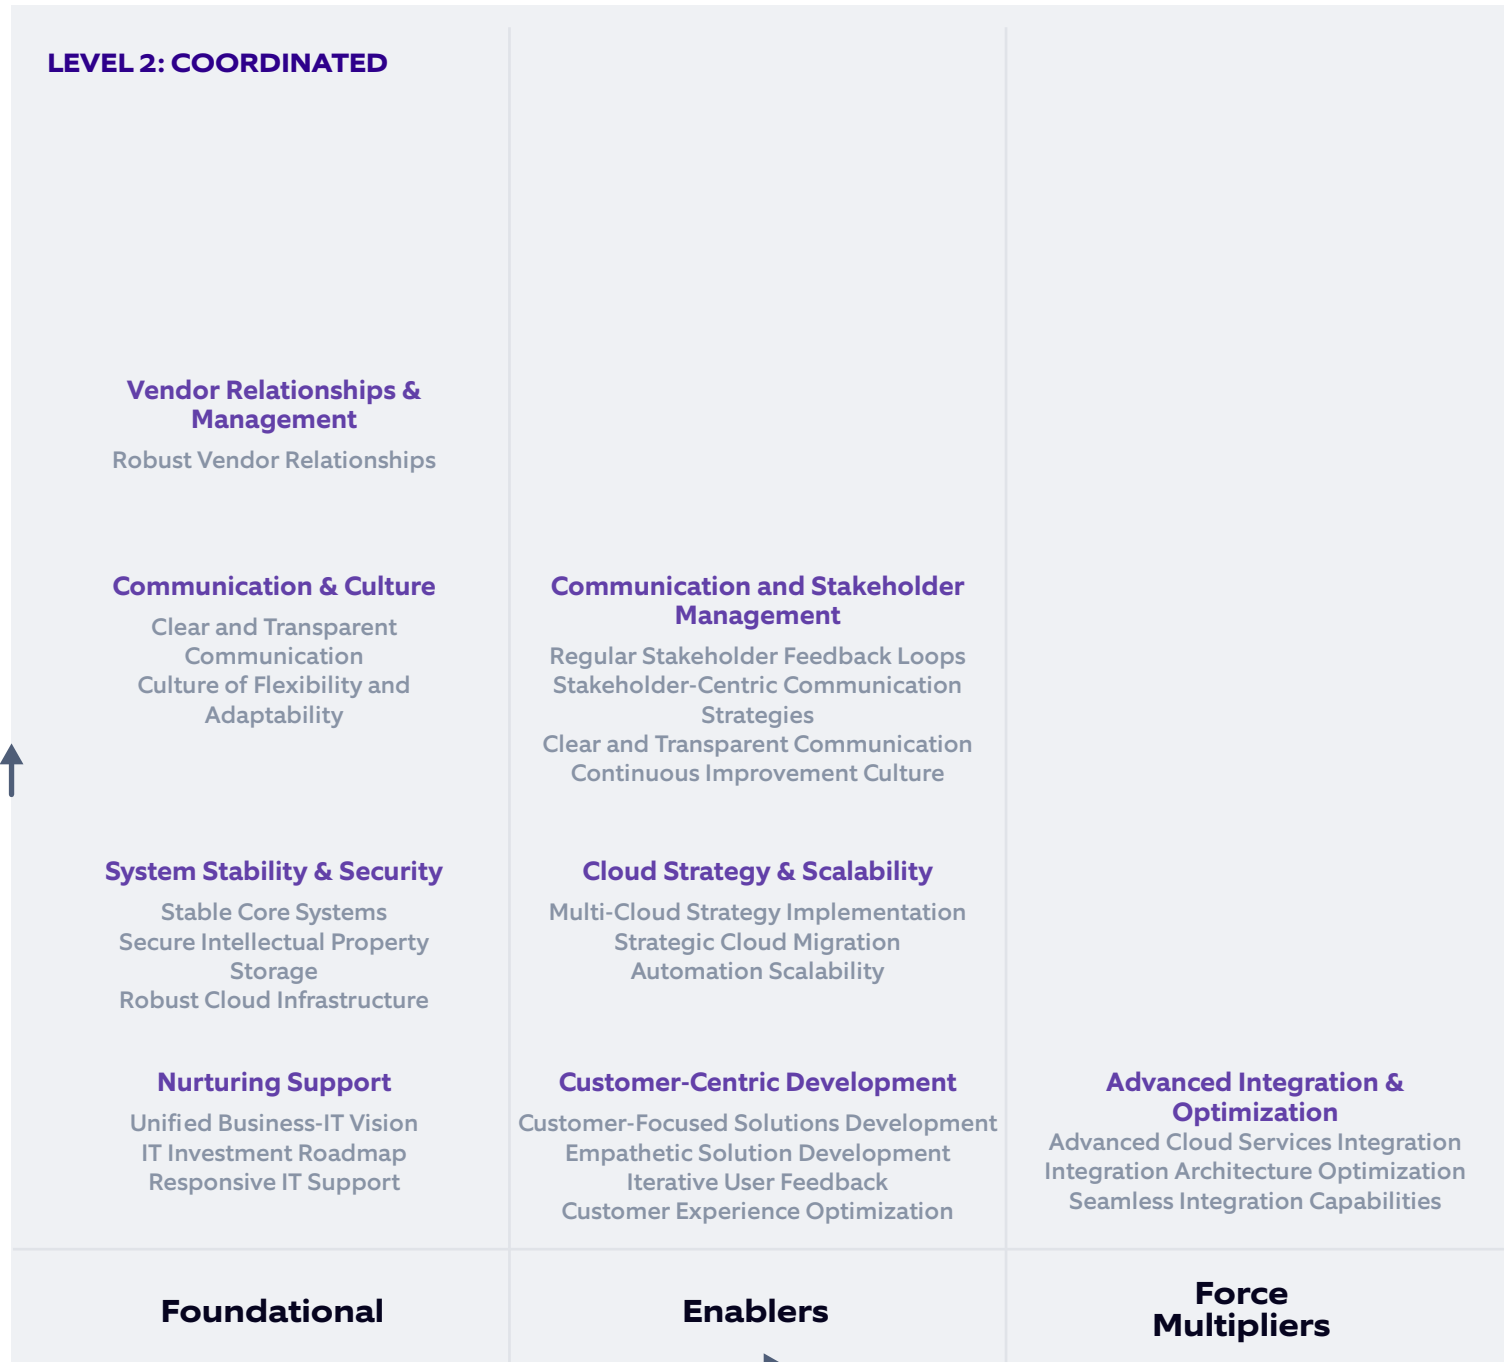 LEVEL 2: COORDINATED
Vendor Relationships &
Management
Robust Vendor Relationships
Communication & Culture
Clear and Transparent
Communication
Culture of Flexibility and
Adaptability
System Stability & Security
Stable Core Systems
Secure Intellectual Property
Storage
Robust Cloud Infrastructure
Nurturing Support
Unified Business-IT Vision
IT Investment Roadmap
Responsive IT Support
Foundational
Communication and Stakeholder
Management
Regular Stakeholder Feedback Loops
Stakeholder-Centric Communication
Strategies
Clear and Transparent Communication
Continuous Improvement Culture
Cloud Strategy & Scalability
Multi-Cloud Strategy Implementation
Strategic Cloud Migration
Automation Scalability
Customer-Centric Development
Customer-Focused Solutions Development
Empathetic Solution Development
Iterative User Feedback
Customer Experience Optimization
Enablers
Advanced Integration &
Optimization
Advanced Cloud Services Integration
Integration Architecture Optimization
Seamless Integration Capabilities
Force
Multipliers